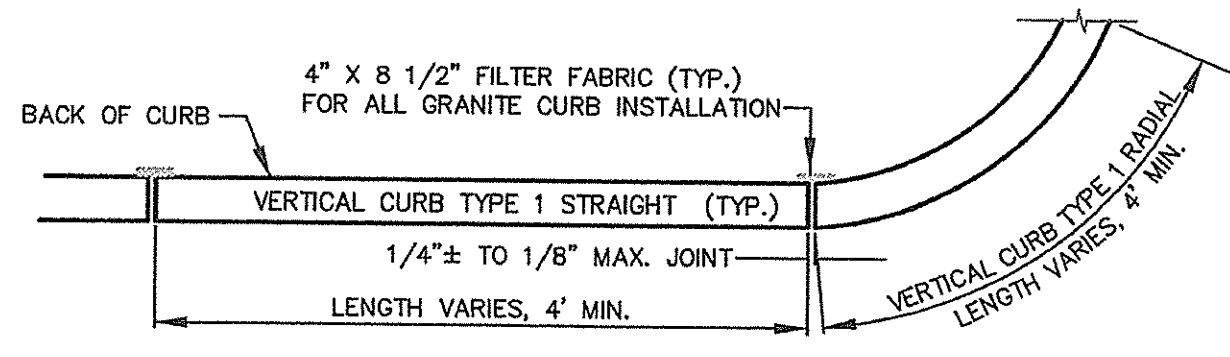 4" X 8 1/2" FILTER FABRIC (TYP.)
FOR ALL GRANITE CURB INSTALLATION
BACK OF CURB
VERTICAL CURB TYPE 1 STRAIGHT (TYP.)
1/4"± TO 1/8" MAX. JOINT
LENGTH VARIES, 4' MIN.
VERTICAL CURB TYPE 1 RADIAL
LENGTH VARIES, 4' MIN.